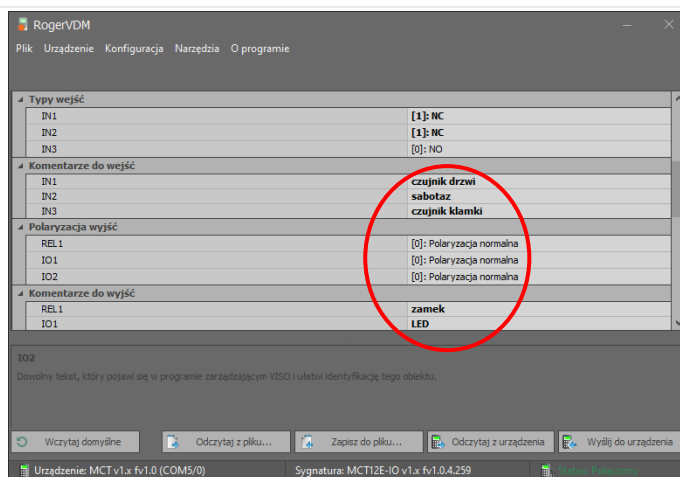 RogerVDM
Plik Urządzenie Konfiguracja Narzędzia O programie
Typy wejść
IN1 [1]: NC
IN2 [1]: NC
IN3 [0]: NO
Komentarze do wejść
IN1 czujnik drzwi
IN2 sabotaz
IN3 czujnik klamki
Polaryzacja wyjść
REL1 [0]: Polaryzacja normalna
IO1 [0]: Polaryzacja normalna
IO2 [0]: Polaryzacja normalna
Komentarze do wyjść
REL1 zamek
IO1 LED
IO2
Dowolny tekst, który pojawi się w programie zarządzającym VISO i ułatwi identyfikację tego obiektu.
Wczytaj domyślne Odczytaj z pliku... Zapisz do pliku... Odczytaj z urządzenia Wyślij do urządzenia
Urządzenie: MCT v1.x fv1.0 (COM5/0) Sygnatura: MCT12E-IO v1.x fv1.0.4.259 Status: Połączony